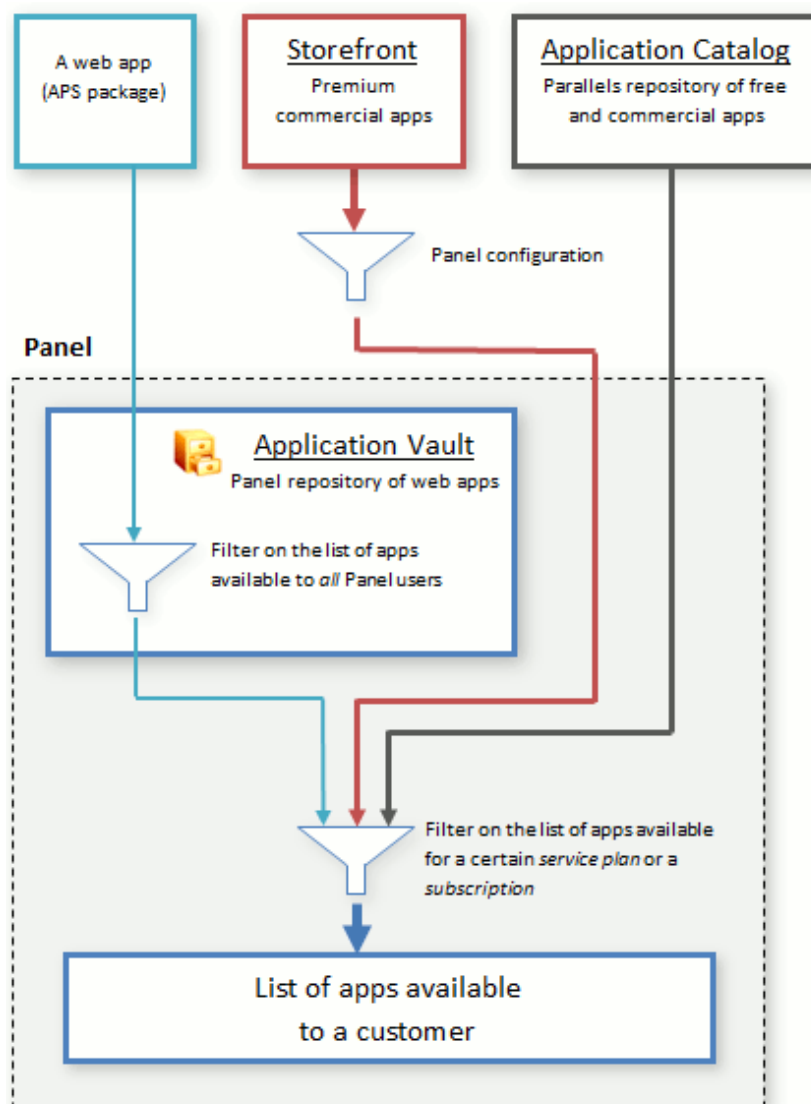 A web app
(APS package)
Storefront
Premium
commercial apps
Application Catalog
Parallels repository of free
and commercial apps
Panel configuration
Panel
Application Vault
Panel repository of web apps
Filter on the list of apps
available to all Panel users
Filter on the list of apps available
for a certain service plan or a
subscription
List of apps available
to a customer